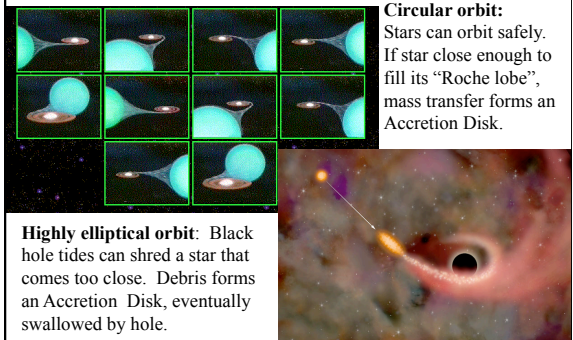 Circular orbit:
Stars can orbit safely.
If star close enough to
fill its “Roche lobe”,
mass transfer forms an
Accretion Disk.
Highly elliptical orbit: Black
hole tides can shred a star that
comes too close. Debris forms
an Accretion Disk, eventually
swallowed by hole.